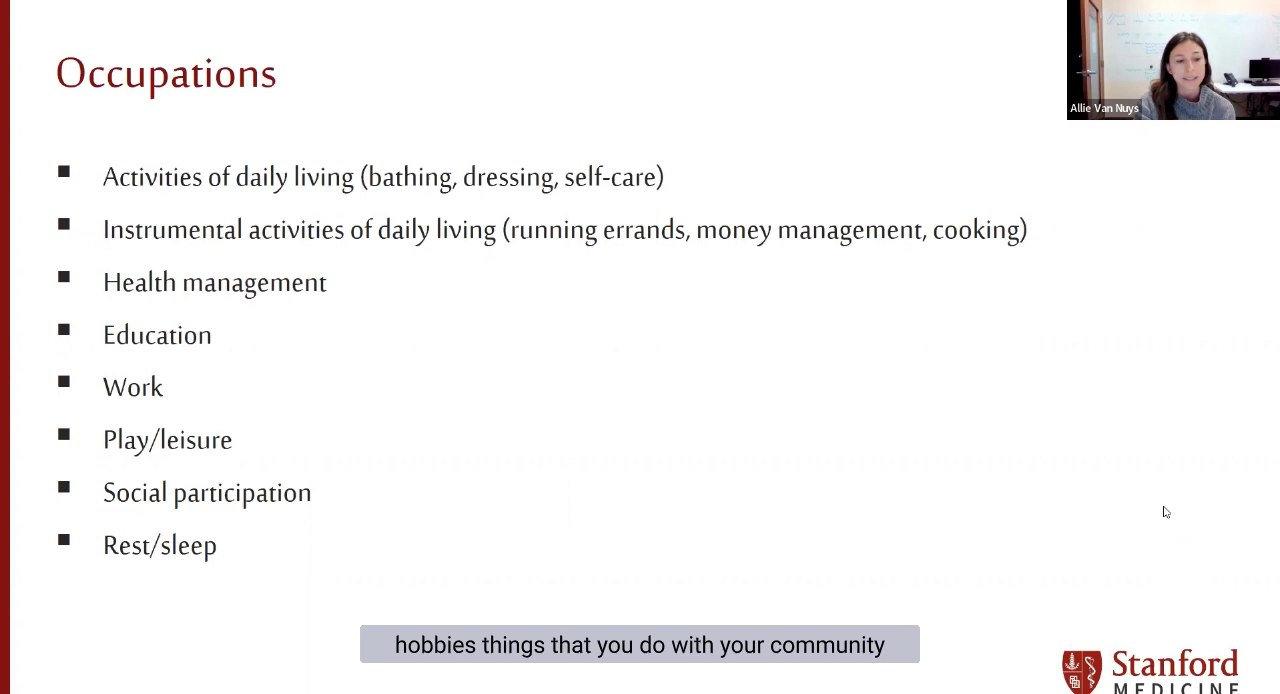 Occupations
Allie Van Nuys
Activities of daily living (bathing, dressing, self-care)
Instrumental activities of daily living (running errands, money management, cooking)
Health management
Education
Work
Play/leisure
Social participation
Rest/sleep
hobbies things that you do with your community
Stanford
MEDICINE